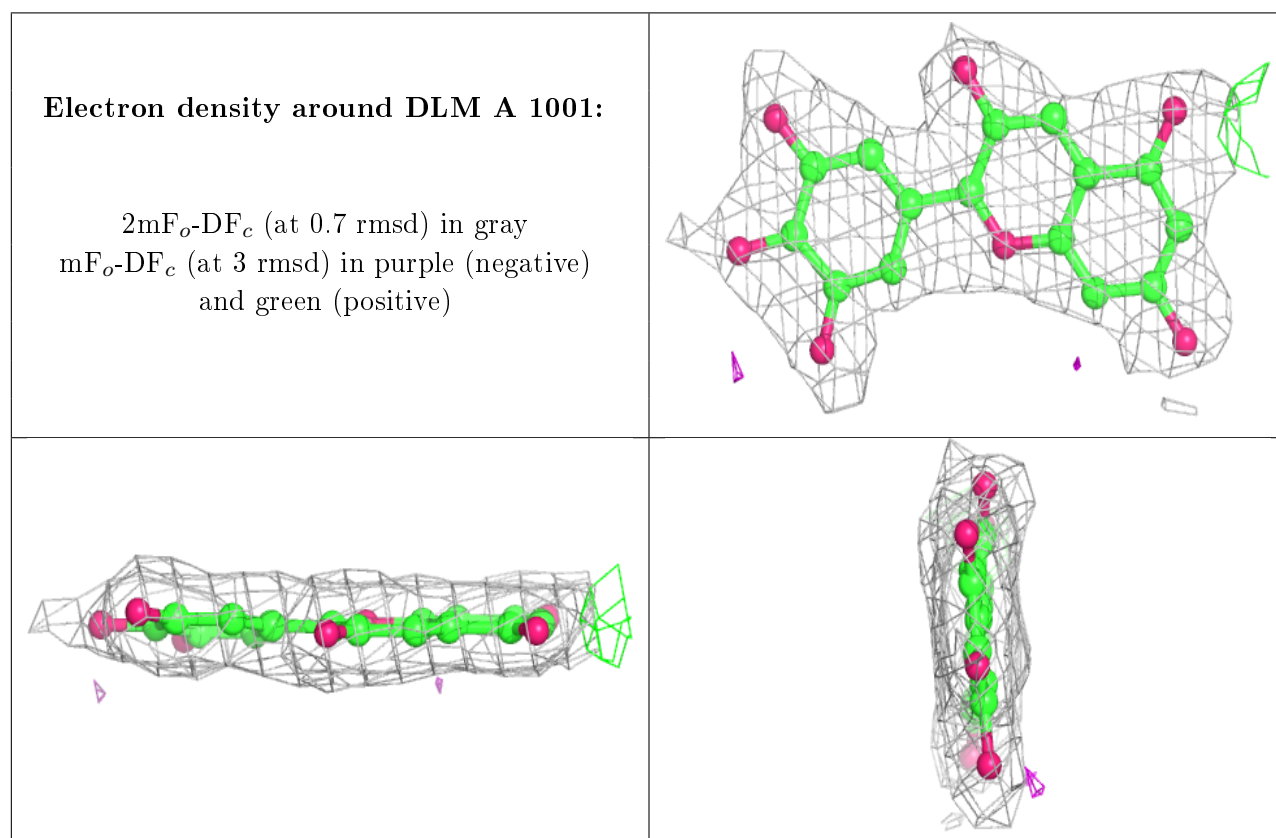 Electron density around DLM A 1001:
2mFo-DFc (at 0.7 rmsd) in gray
mFo-DFc (at 3 rmsd) in purple (negative)
and green (positive)